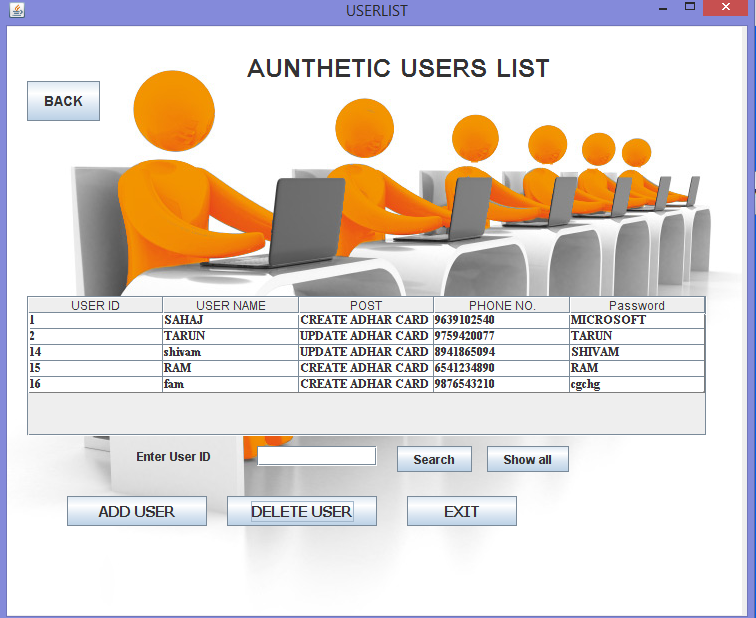 USERLIST
AUNTHETIC USERS LIST
BACK
USER ID USER NAME POST PHONE NO. Password
1 SAHAJ CREATE ADHAR CARD 9639102540 MICROSOFT
2 TARUN UPDATE ADHAR CARD 9759420077 TARUN
14 shivam UPDATE ADHAR CARD 8941865094 SHIVAM
15 RAM CREATE ADHAR CARD 6541234890 RAM
16 fam CREATE ADHAR CARD 9876543210 cgchg
Enter User ID Search Show all
ADD USER DELETE USER EXIT